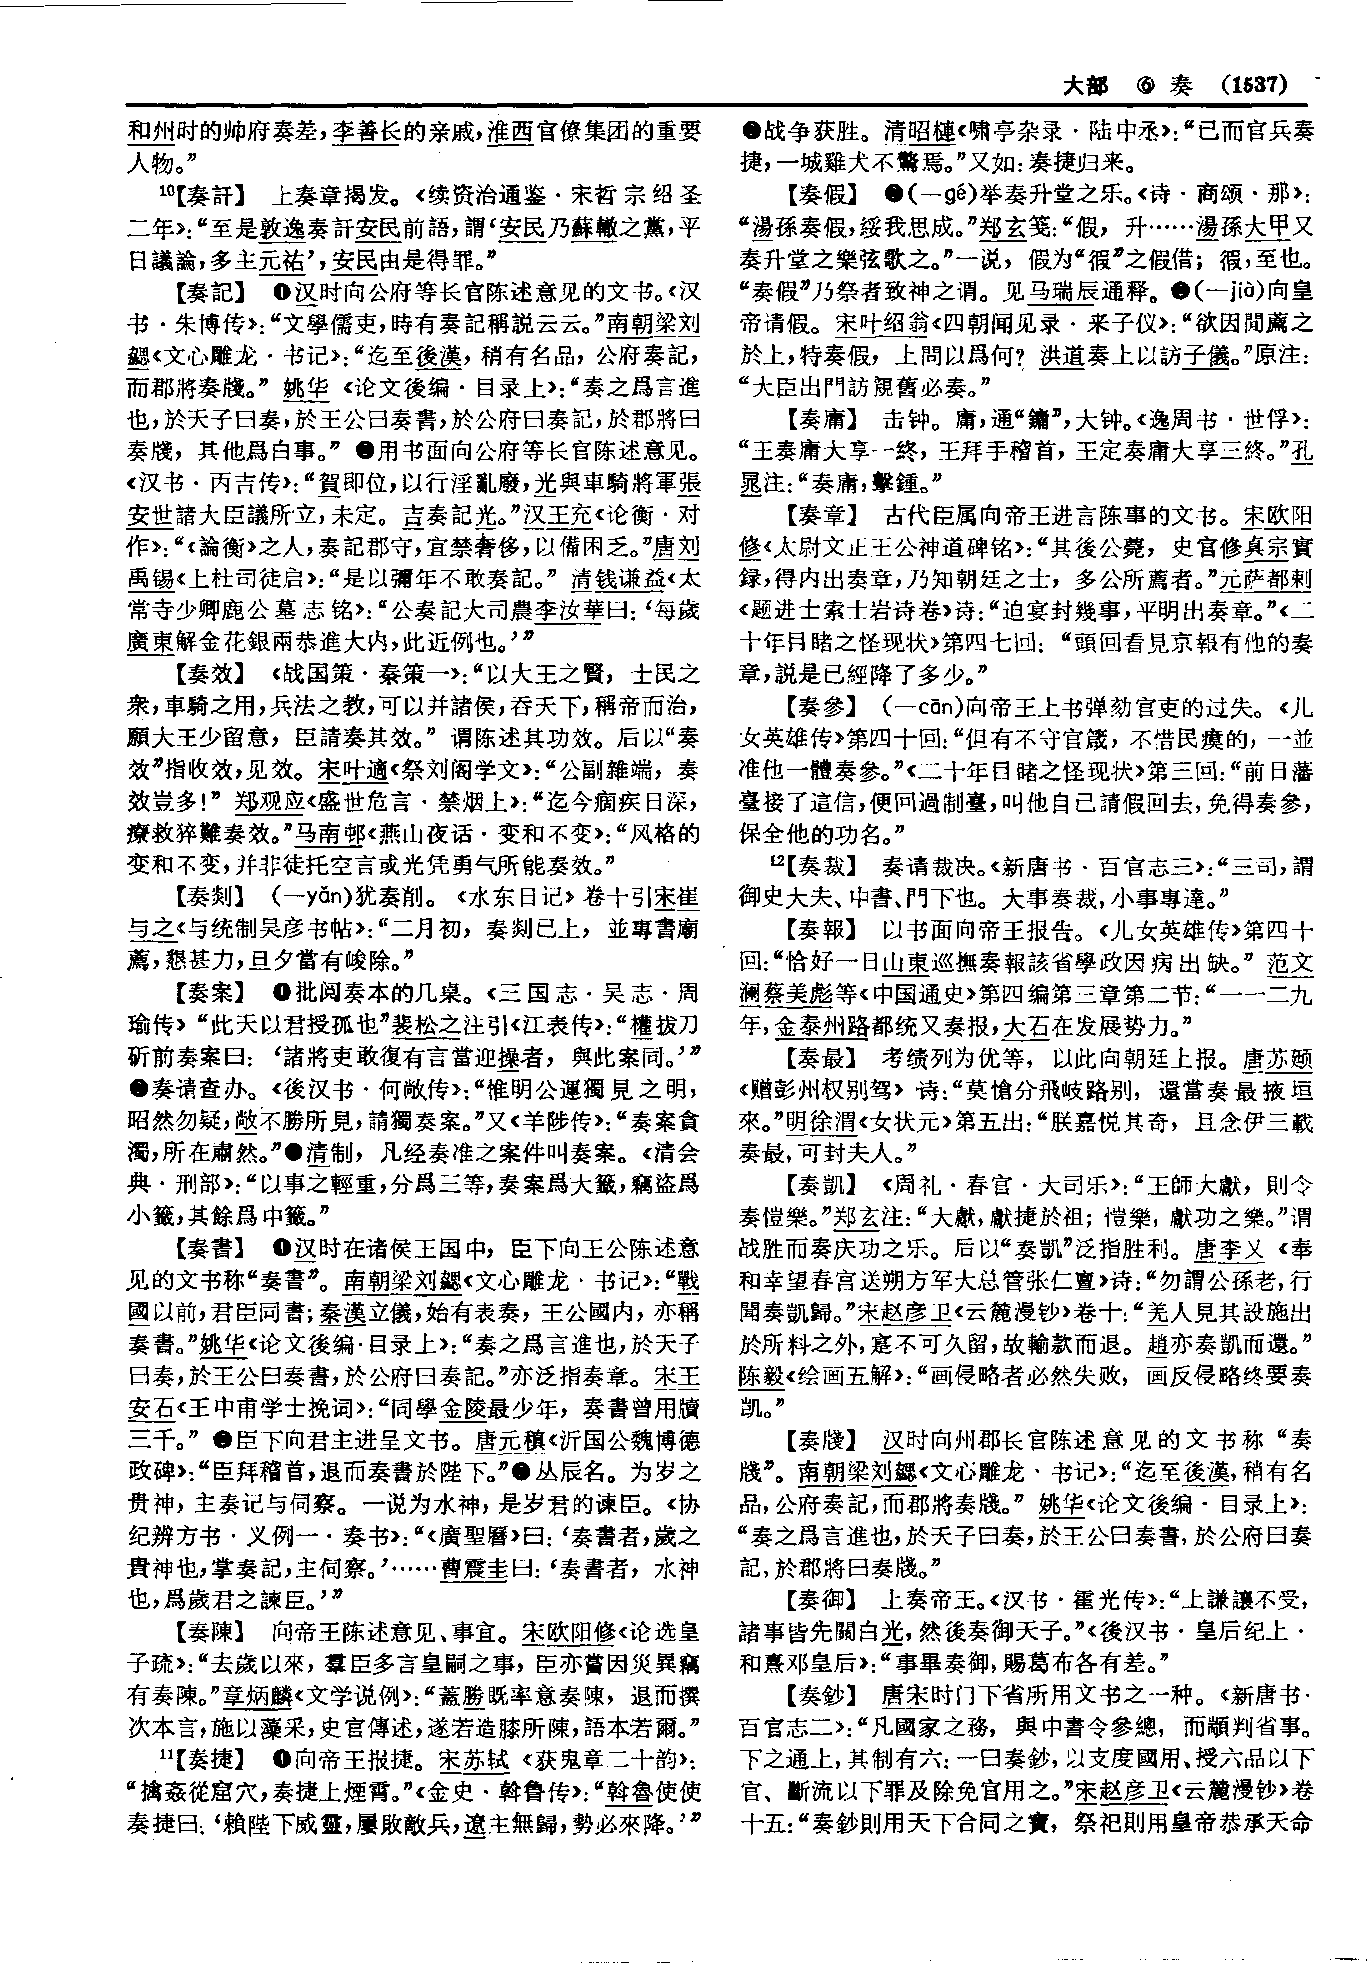 大部 ⑥ 奏 (1537)
和州时的帅府奏差，李善长的亲戚，淮西官僚集团的重要
人物。”
10【奏訐】 上奏章揭发。《续资治通鉴·宋哲宗绍圣
二年》：“至是敦逸奏訐安民前語，謂‘安民乃蘇轍之黨，平
日議論，多主元祐’，安民由是得罪。”
【奏記】 ❶汉时向公府等长官陈述意见的文书。《汉
书·朱博传》：“文學儒吏，時有奏記稱説云云。”南朝梁刘
勰《文心雕龙·书记》：“迄至後漢，稍有名品，公府奏記，
而郡將奏牋。” 姚华《论文後编·目录上》：“奏之爲言進
也，於天子曰奏，於王公曰奏書，於公府曰奏記，於郡將曰
奏牋，其他爲白事。” ❷用书面向公府等长官陈述意见。
《汉书·丙吉传》：“賀即位，以行淫亂廢，光與車騎將軍張
安世諸大臣議所立，未定。吉奏記光。”汉王充《论衡·对
作》：“《論衡》之人，奏記郡守，宜禁奢侈，以備困乏。”唐刘
禹锡《上杜司徒启》：“是以彌年不敢奏記。” 清钱谦益《太
常寺少卿鹿公墓志铭》：“公奏記大司農李汝華曰：‘每歲
廣東解金花銀兩恭進大内，此近例也。’”
【奏效】 《战国策·秦策一》：“以大王之賢，士民之
衆，車騎之用，兵法之教，可以并諸侯，吞天下，稱帝而治，
願大王少留意，臣請奏其效。” 谓陈述其功效。后以“奏
效”指收效，见效。宋叶適《祭刘阁学文》：“公副雜端，奏
效豈多！” 郑观应《盛世危言·禁烟上》：“迄今痼疾日深，
療救猝難奏效。”马南邨《燕山夜话·变和不变》：“风格的
变和不变，并非徒托空言或光凭勇气所能奏效。”
【奏剡】 (一yǎn)犹奏削。《水东日记》卷十引宋崔
与之《与统制吴彦书帖》：“二月初，奏剡已上，並專書廟
薦，懇甚力，旦夕當有峻除。”
【奏案】 ❶批阅奏本的几桌。《三国志·吴志·周
瑜传》“此天以君授孤也”裴松之注引《江表传》：“權拔刀
斫前奏案曰：‘諸將吏敢復有言當迎操者，與此案同。’”
❷奏请查办。《後汉书·何敞传》：“惟明公運獨見之明，
昭然勿疑，敞不勝所見，請獨奏案。”又《羊陟传》：“奏案貪
濁，所在肅然。”❸清制，凡经奏准之案件叫奏案。《清会
典·刑部》：“以事之輕重，分爲三等，奏案爲大籤，竊盜爲
小籤，其餘爲中籤。”
【奏書】 ❶汉时在诸侯王国中，臣下向王公陈述意
见的文书称“奏書”。南朝梁刘勰《文心雕龙·书记》：“戰
國以前，君臣同書；秦漢立儀，始有表奏，王公國内，亦稱
奏書。”姚华《论文後编·目录上》：“奏之爲言進也，於天子
曰奏，於王公曰奏書，於公府曰奏記。”亦泛指奏章。宋王
安石《王中甫学士挽词》：“同學金陵最少年，奏書曾用牘
三千。” ❷臣下向君主进呈文书。唐元稹《沂国公魏博德
政碑》：“臣拜稽首，退而奏書於陛下。”❸丛辰名。为岁之
贵神，主奏记与伺察。一说为水神，是岁君的谏臣。《协
纪辨方书·义例一·奏书》：“《廣聖曆》曰：‘奏書者，歲之
貴神也，掌奏記，主伺察。’……曹震圭曰：‘奏書者，水神
也，爲歲君之諫臣。’”
【奏陳】 向帝王陈述意见、事宜。宋欧阳修《论选皇
子疏》：“去歲以來，羣臣多言皇嗣之事，臣亦嘗因災異竊
有奏陳。”章炳麟《文学说例》：“蓋勝既率意奏陳，退而撰
次本言，施以藻采，史官傳述，遂若造膝所陳，語本若爾。”
11【奏捷】 ❶向帝王报捷。宋苏轼《获鬼章二十韵》：
“擒姦從窟穴，奏捷上煙霄。”《金史·斡鲁传》：“斡魯使使
奏捷曰：‘賴陛下威靈，屢敗敵兵，遼主無歸，勢必來降。’”
❷战争获胜。清昭槤《啸亭杂录·陆中丞》：“已而官兵奏
捷，一城雞犬不驚焉。”又如：奏捷归来。
【奏假】 ❶(一gé)举奏升堂之乐。《诗·商颂·那》：
“湯孫奏假，綏我思成。”郑玄笺：“假，升……湯孫大甲又
奏升堂之樂弦歌之。”一说，假为“徦”之假借；徦，至也。
“奏假”乃祭者致神之谓。见马瑞辰通释。❷(一jià)向皇
帝请假。宋叶绍翁《四朝闻见录·来子仪》：“欲因間薦之
於上，特奏假，上問以爲何？洪道奏上以訪子儀。”原注：
“大臣出門訪親舊必奏。”
【奏庸】 击钟。庸，通“鏞”，大钟。《逸周书·世俘》：
“王奏庸大享一終，王拜手稽首，王定奏庸大享三終。”孔
晁注：“奏庸，擊鍾。”
【奏章】 古代臣属向帝王进言陈事的文书。宋欧阳
修《太尉文正王公神道碑铭》：“其後公薨，史官修真宗實
録，得内出奏章，乃知朝廷之士，多公所薦者。”元萨都剌
《题进士索士岩诗卷》诗：“迫宴封幾事，平明出奏章。”《二
十年目睹之怪现状》第四七回：“頭回看見京報有他的奏
章，説是已經降了多少。”
【奏參】 (一cān)向帝王上书弹劾官吏的过失。《儿
女英雄传》第四十回：“但有不守官箴，不惜民瘼的，一並
准他一體奏參。”《二十年目睹之怪现状》第三回：“前日藩
臺接了這信，便回過制臺，叫他自己請假回去，免得奏參，
保全他的功名。”
12【奏裁】 奏请裁决。《新唐书·百官志三》：“三司，謂
御史大夫、中書、門下也。大事奏裁，小事專達。”
【奏報】 以书面向帝王报告。《儿女英雄传》第四十
回：“恰好一日山東巡撫奏報該省學政因病出缺。” 范文
澜蔡美彪等《中国通史》第四编第三章第二节：“一一二九
年，金泰州路都统又奏报，大石在发展势力。”
【奏最】 考绩列为优等，以此向朝廷上报。唐苏颋
《赠彭州权别驾》诗：“莫愴分飛岐路别，還當奏最掖垣
來。”明徐渭《女状元》第五出：“朕嘉悦其奇，且念伊三載
奏最，可封夫人。”
【奏凱】 《周礼·春官·大司乐》：“王師大獻，則令
奏愷樂。”郑玄注：“大獻，獻捷於祖；愷樂，獻功之樂。”谓
战胜而奏庆功之乐。后以“奏凱”泛指胜利。唐李乂《奉
和幸望春宫送朔方军大总管张仁亶》诗：“勿謂公孫老，行
聞奏凱歸。”宋赵彦卫《云麓漫钞》卷十：“羌人見其設施出
於所料之外，寔不可久留，故輸款而退。趙亦奏凱而還。”
陈毅《绘画五解》：“画侵略者必然失败，画反侵略终要奏
凯。”
【奏牋】 汉时向州郡长官陈述意见的文书称“奏
牋”。南朝梁刘勰《文心雕龙·书记》：“迄至後漢，稍有名
品，公府奏記，而郡將奏牋。” 姚华《论文後编·目录上》：
“奏之爲言進也，於天子曰奏，於王公曰奏書，於公府曰奏
記，於郡將曰奏牋。”
【奏御】 上奏帝王。《汉书·霍光传》：“上謙讓不受，
諸事皆先關白光，然後奏御天子。”《後汉书·皇后纪上·
和熹邓皇后》：“事畢奏御，賜葛布各有差。”
【奏鈔】 唐宋时门下省所用文书之一种。《新唐书·
百官志二》：“凡國家之務，與中書令參總，而顓判省事。
下之通上，其制有六：一曰奏鈔，以支度國用、授六品以下
官、斷流以下罪及除免官用之。”宋赵彦卫《云麓漫钞》卷
十五：“奏鈔則用天下合同之寶，祭祀則用皇帝恭承天命